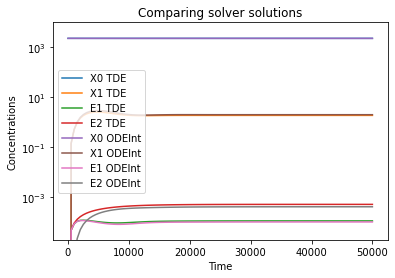 Comparing solver solutions
Concentrations
10³
10¹
10⁻¹
10⁻³
X0 TDE
X1 TDE
E1 TDE
E2 TDE
X0 ODEInt
X1 ODEInt
E1 ODEInt
E2 ODEInt
0 10000 20000 30000 40000 50000
Time